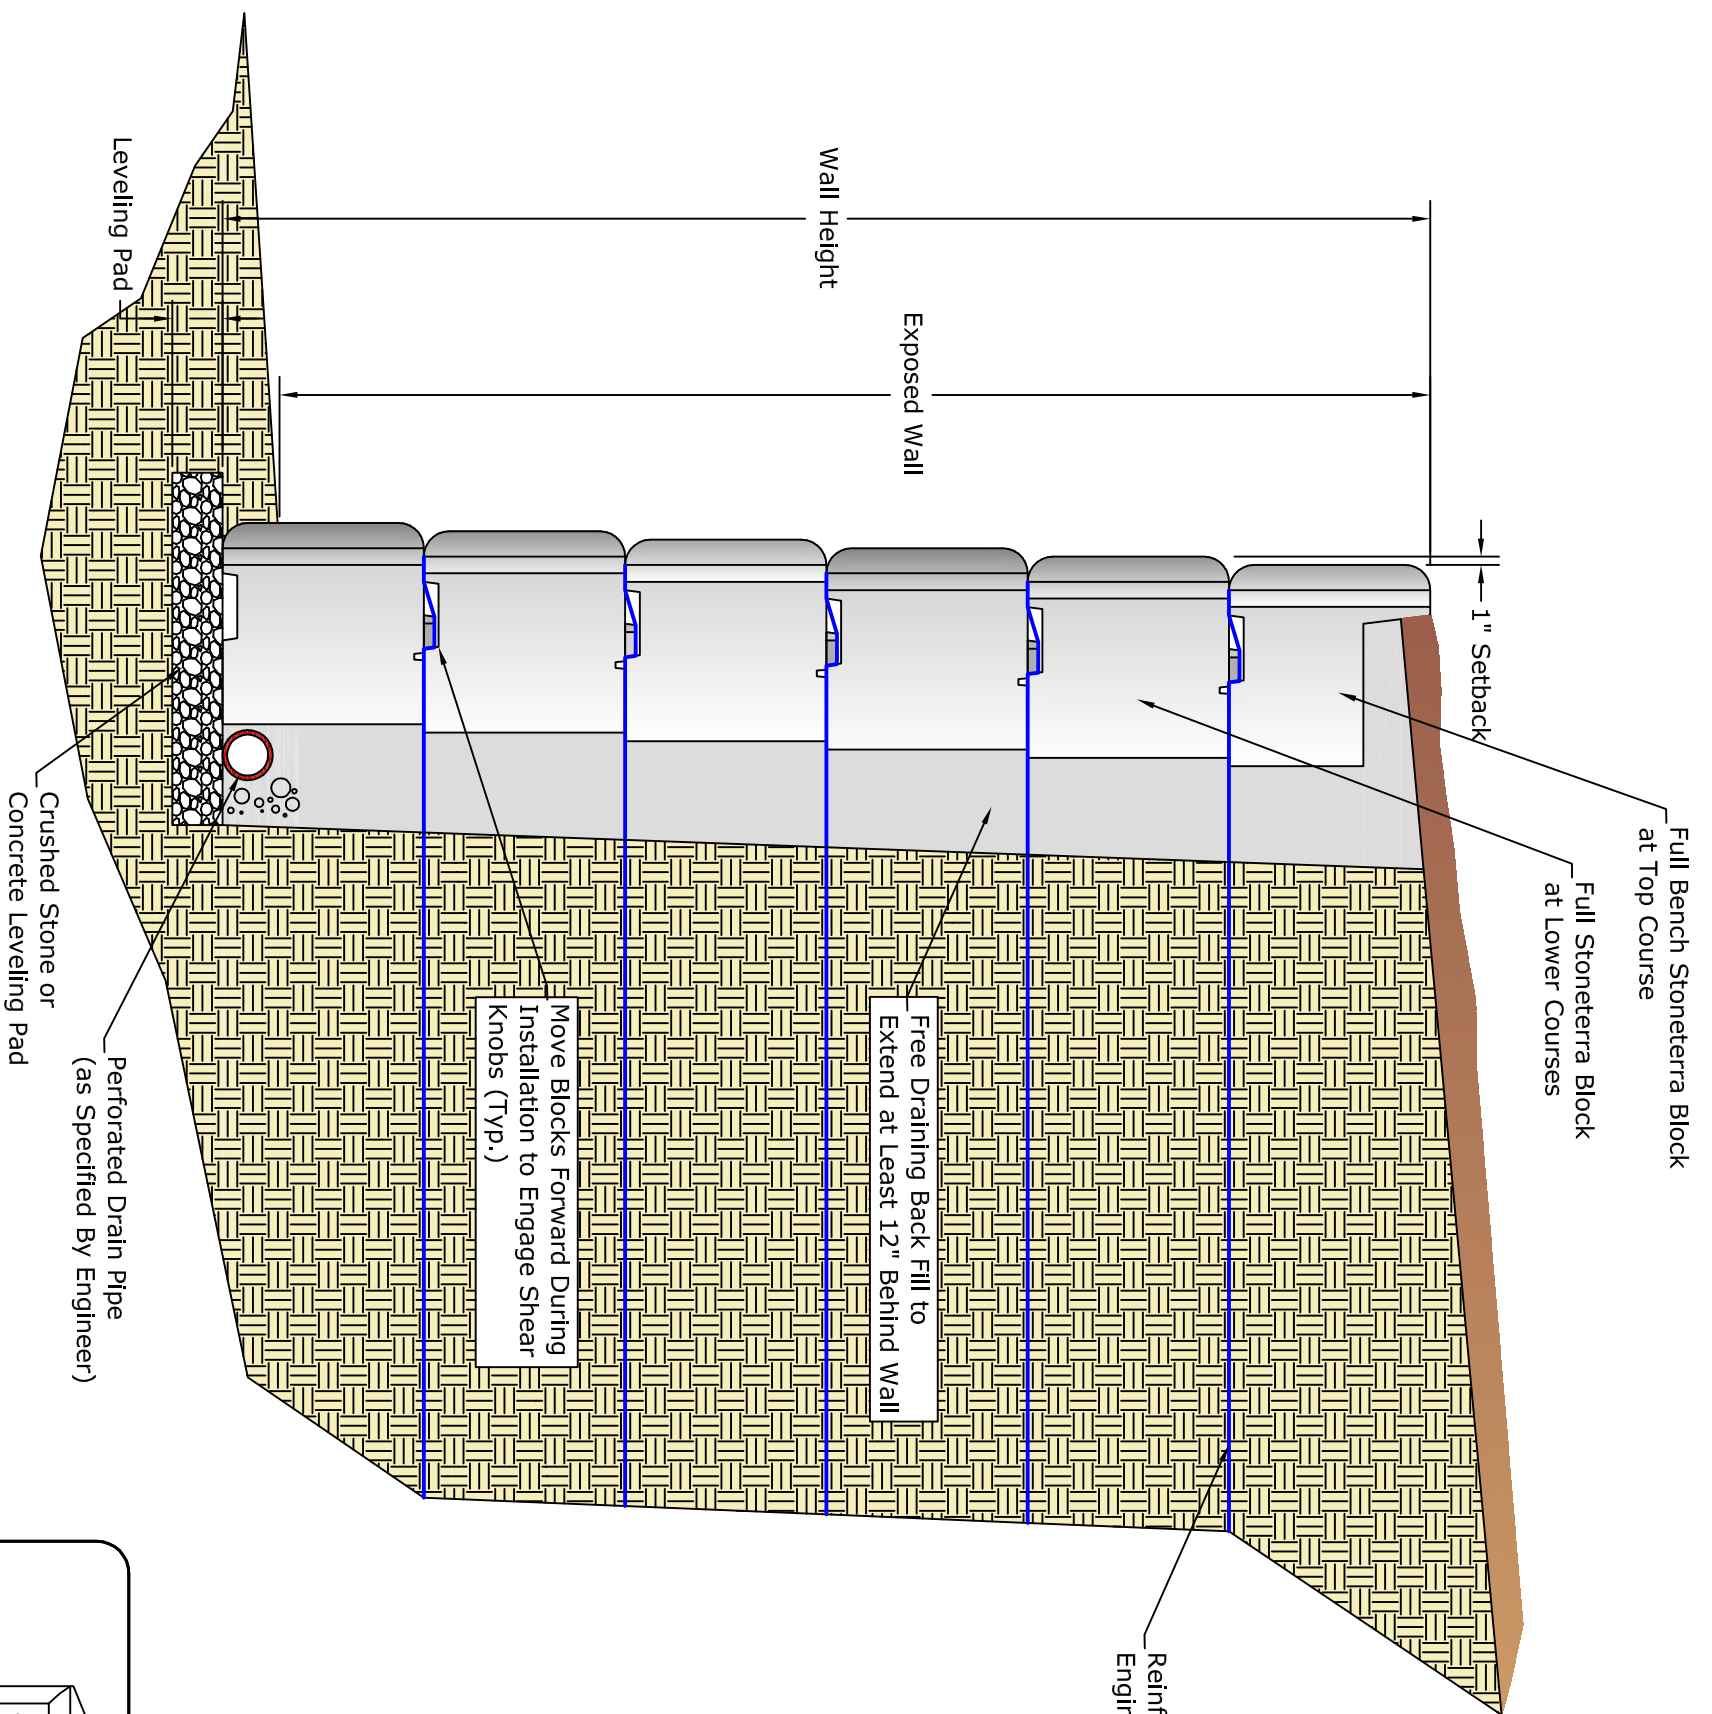 Full Bench Stoneterra Block
at Top Course
Full Stoneterra Block
at Lower Courses
1" Setback
Wall Height
Exposed Wall
Leveling Pad
Free Draining Back Fill to
Extend at Least 12" Behind Wall
Move Blocks Forward During
Installation to Engage Shear
Knobs (Typ.)
Perforated Drain Pipe
(as Specified By Engineer)
Crushed Stone or
Concrete Leveling Pad